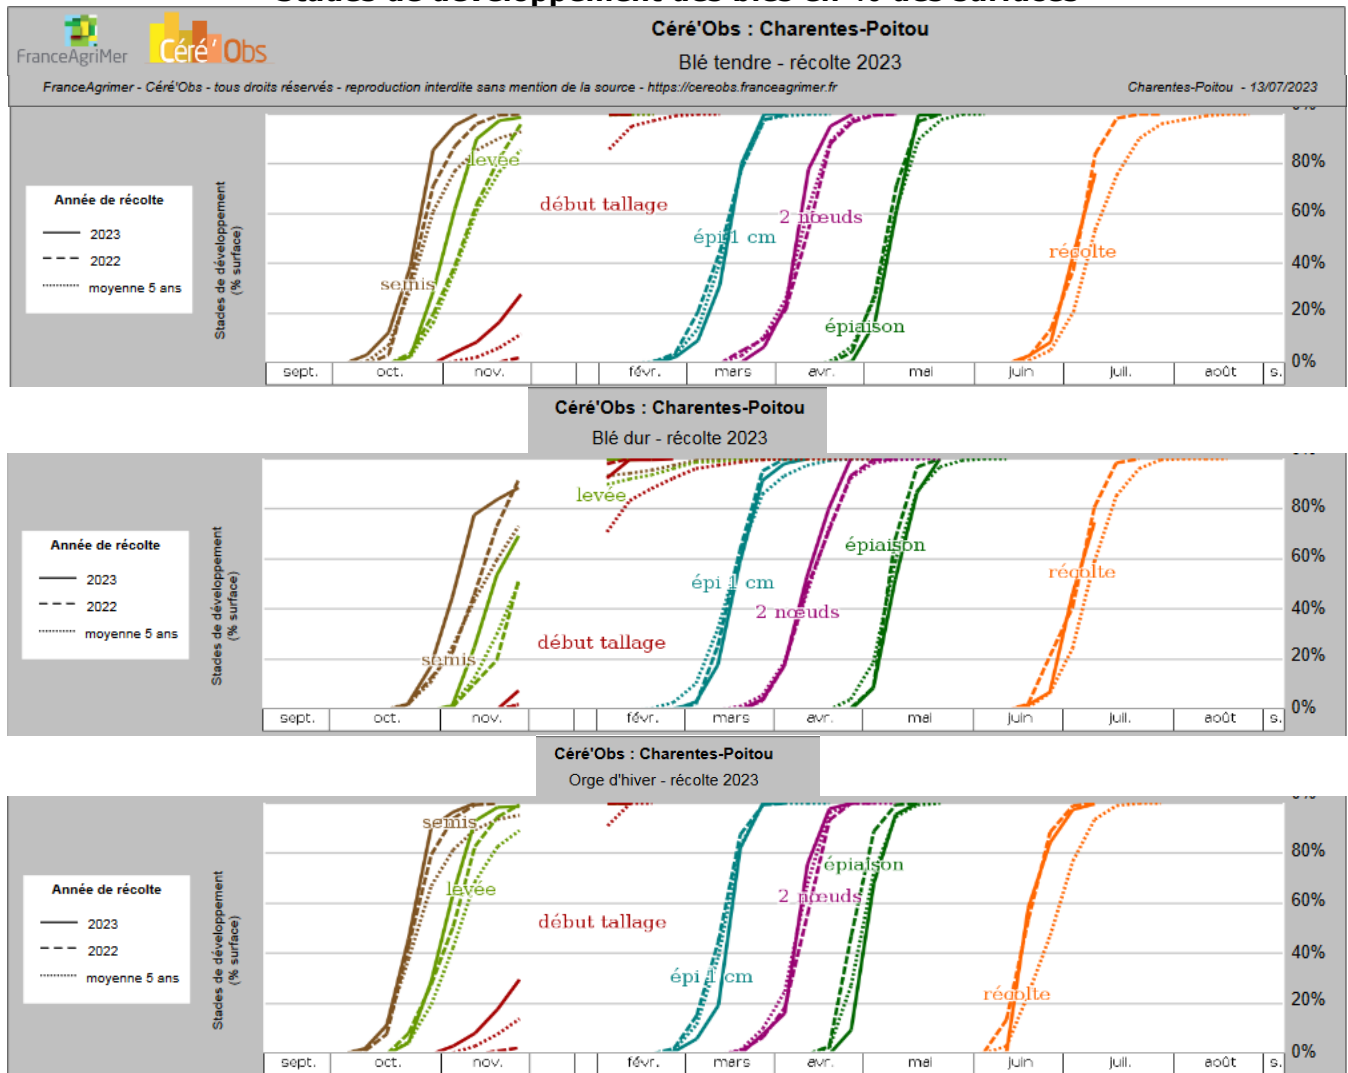 Stades de développement des blés en % des surfaces
FranceAgriMer
Céré'Obs
Céré'Obs : Charentes-Poitou
Blé tendre - récolte 2023
FranceAgrimer - Céré'Obs - tous droits réservés - reproduction interdite sans mention de la source - https://cereobs.franceagrimer.fr
Charentes-Poitou - 13/07/2023
Année de récolte
2023
2022
moyenne 5 ans
Stades de développement
(% surface)
levée
début tallage
2 nœuds
épi 1 cm
récolte
semis
épiaison
80%
60%
40%
20%
0%
sept. oct. nov. févr. mars avr. mai juin juil. août s.
Céré'Obs : Charentes-Poitou
Blé dur - récolte 2023
Année de récolte
2023
2022
moyenne 5 ans
Stades de développement
(% surface)
levée
épiaison
récolte
épi 1 cm
2 nœuds
début tallage
semis
80%
60%
40%
20%
0%
sept. oct. nov. févr. mars avr. mai juin juil. août s.
Céré'Obs : Charentes-Poitou
Orge d'hiver - récolte 2023
Année de récolte
2023
2022
moyenne 5 ans
Stades de développement
(% surface)
semis
épiaison
levée
2 nœuds
début tallage
épi 1 cm
récolte
80%
60%
40%
20%
0%
sept. oct. nov. févr. mars avr. mai juin juil. août s.